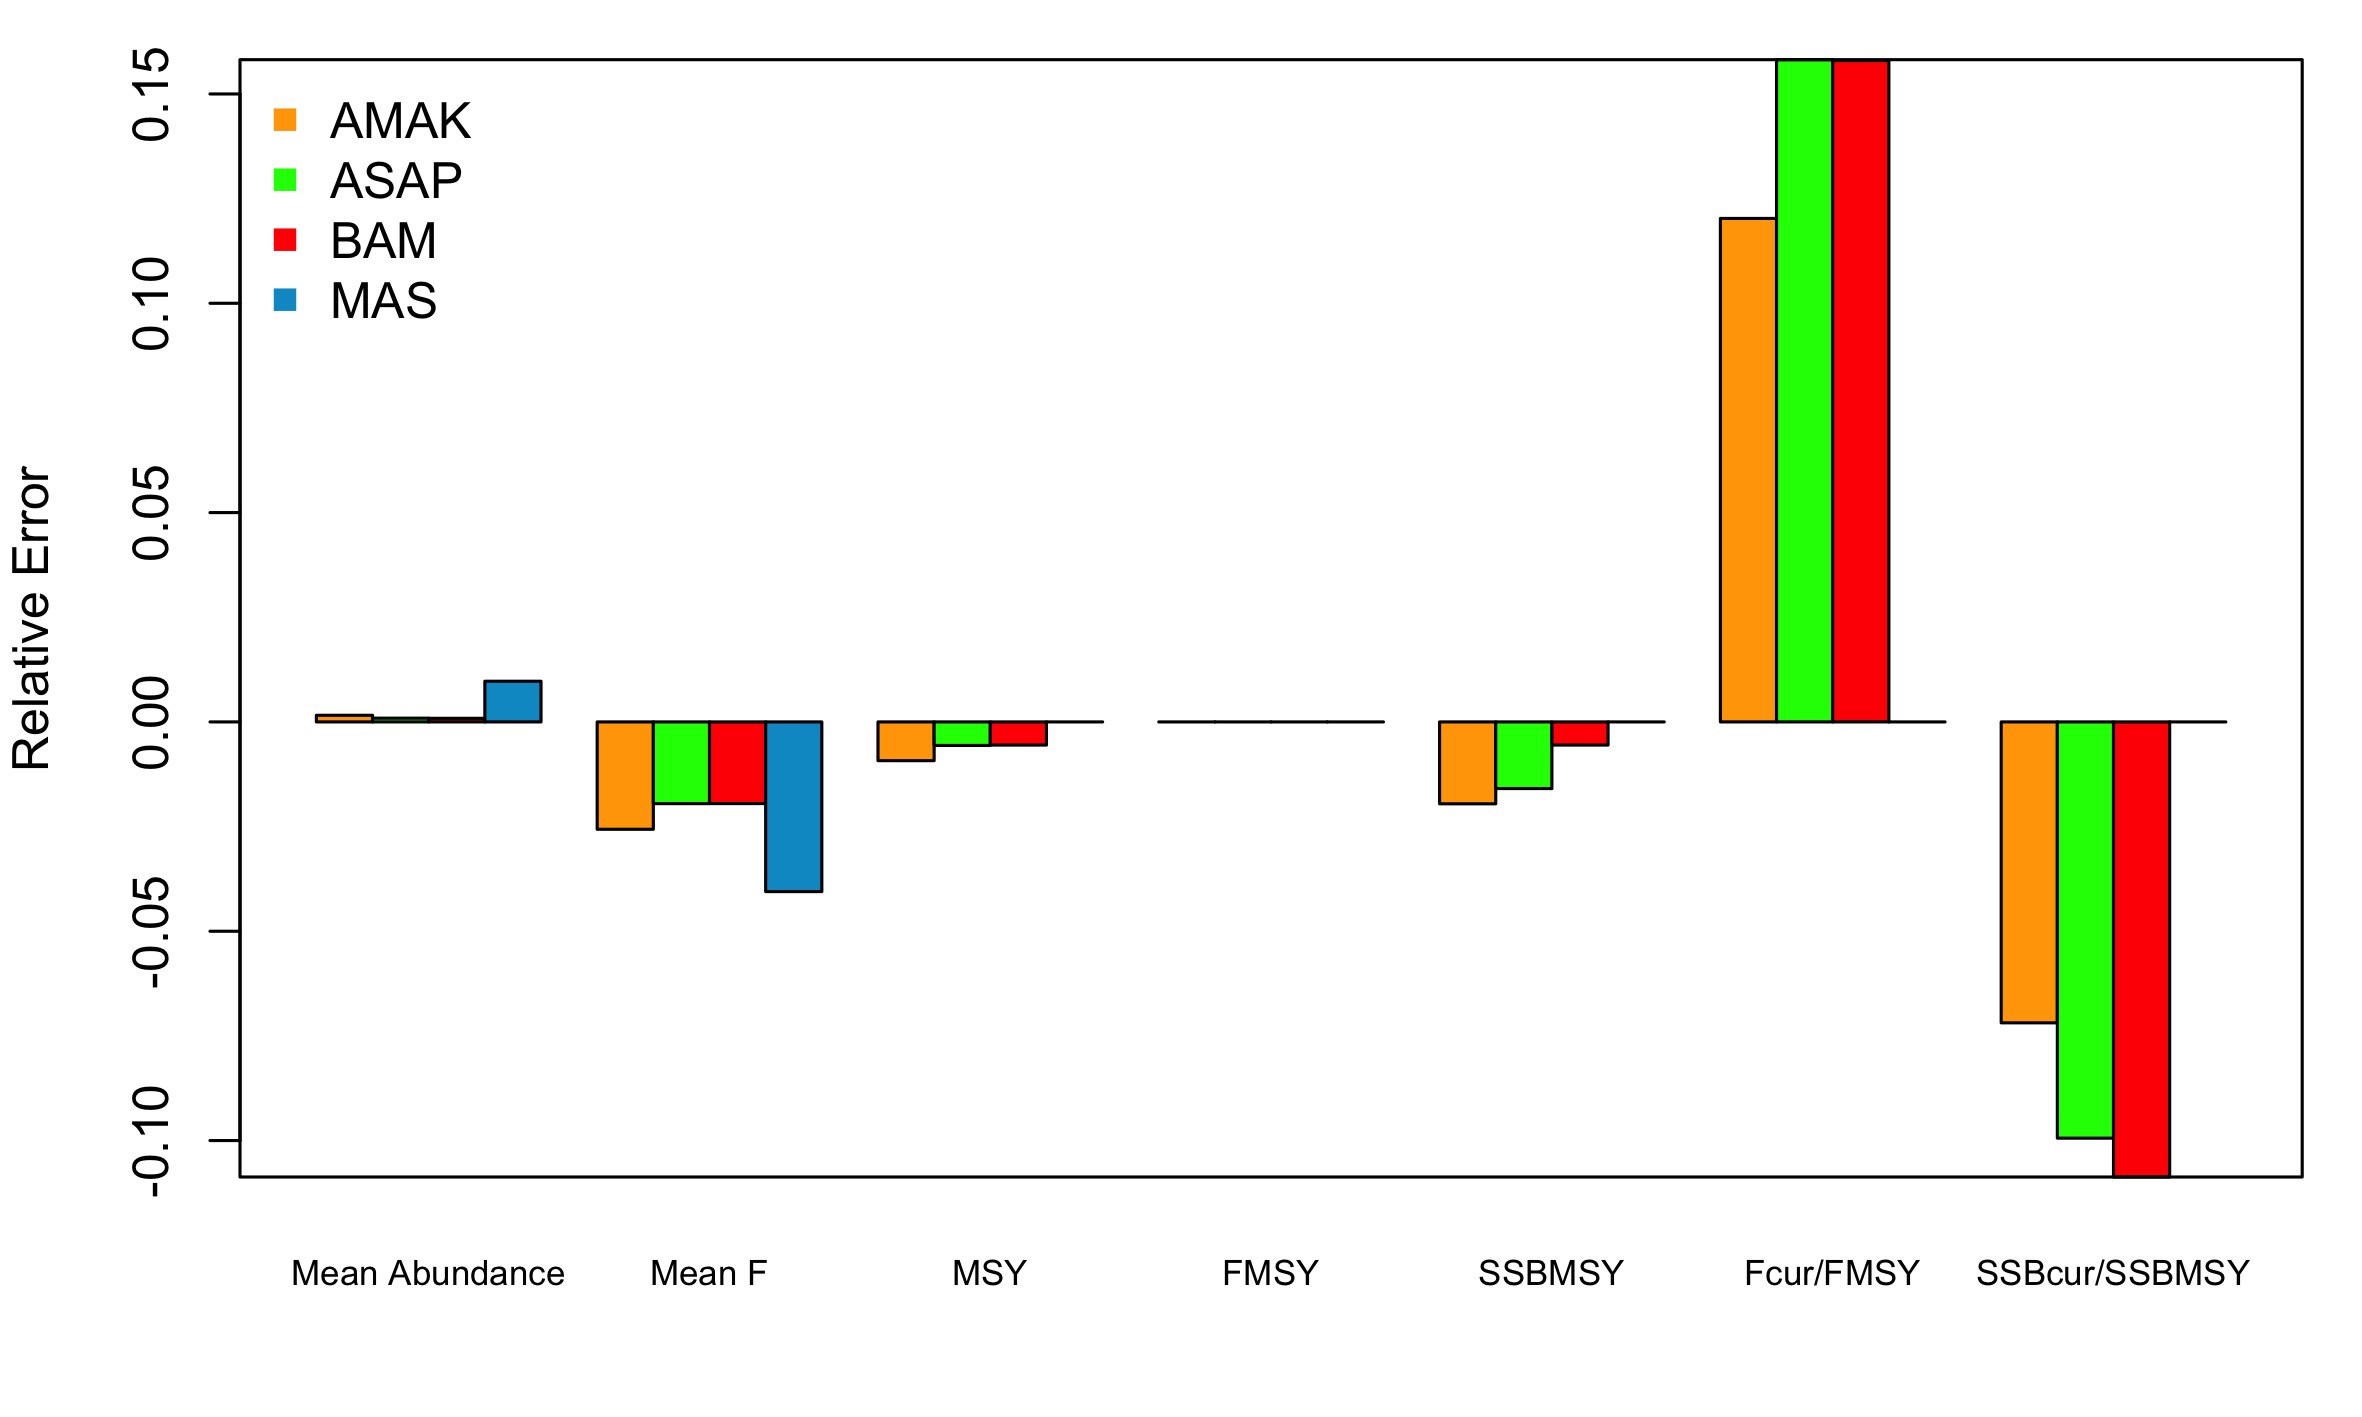 Relative Error
0.15
0.10
0.05
0.00
-0.05
-0.10
AMAK
ASAP
BAM
MAS
Mean Abundance
Mean F
MSY
FMSY
SSBMSY
Fcur/FMSY
SSBcur/SSBMSY